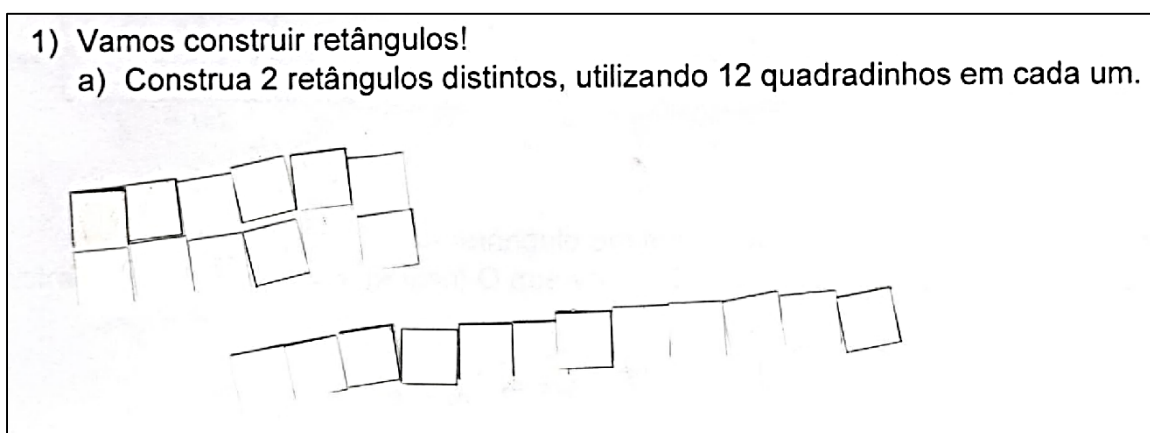 1) Vamos construir retângulos!
a) Construa 2 retângulos distintos, utilizando 12 quadradinhos em cada um.